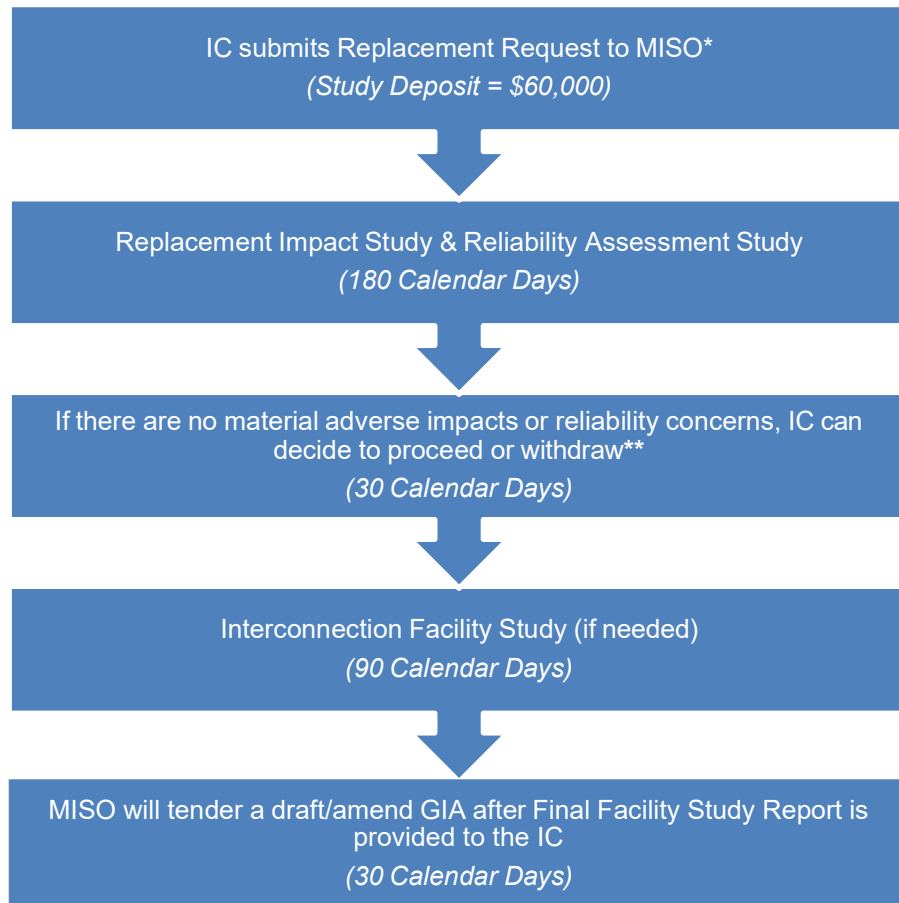 IC submits Replacement Request to MISO*
(Study Deposit = $60,000)
Replacement Impact Study & Reliability Assessment Study
(180 Calendar Days)
If there are no material adverse impacts or reliability concerns, IC can
decide to proceed or withdraw**
(30 Calendar Days)
Interconnection Facility Study (if needed)
(90 Calendar Days)
MISO will tender a draft/amend GIA after Final Facility Study Report is
provided to the IC
(30 Calendar Days)